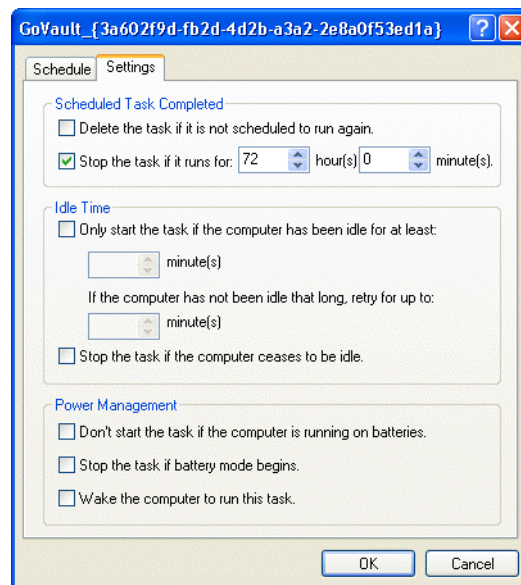 GoVault_{3a602f9d-fb2d-4d2b-a3a2-2e8a0f53ed1a}
Schedule Settings
Scheduled Task Completed
Delete the task if it is not scheduled to run again.
Stop the task if it runs for: 72 hour(s) 0 minute(s).
Idle Time
Only start the task if the computer has been idle for at least:
minute(s)
If the computer has not been idle that long, retry for up to:
minute(s)
Stop the task if the computer ceases to be idle.
Power Management
Don't start the task if the computer is running on batteries.
Stop the task if battery mode begins.
Wake the computer to run this task.
OK Cancel